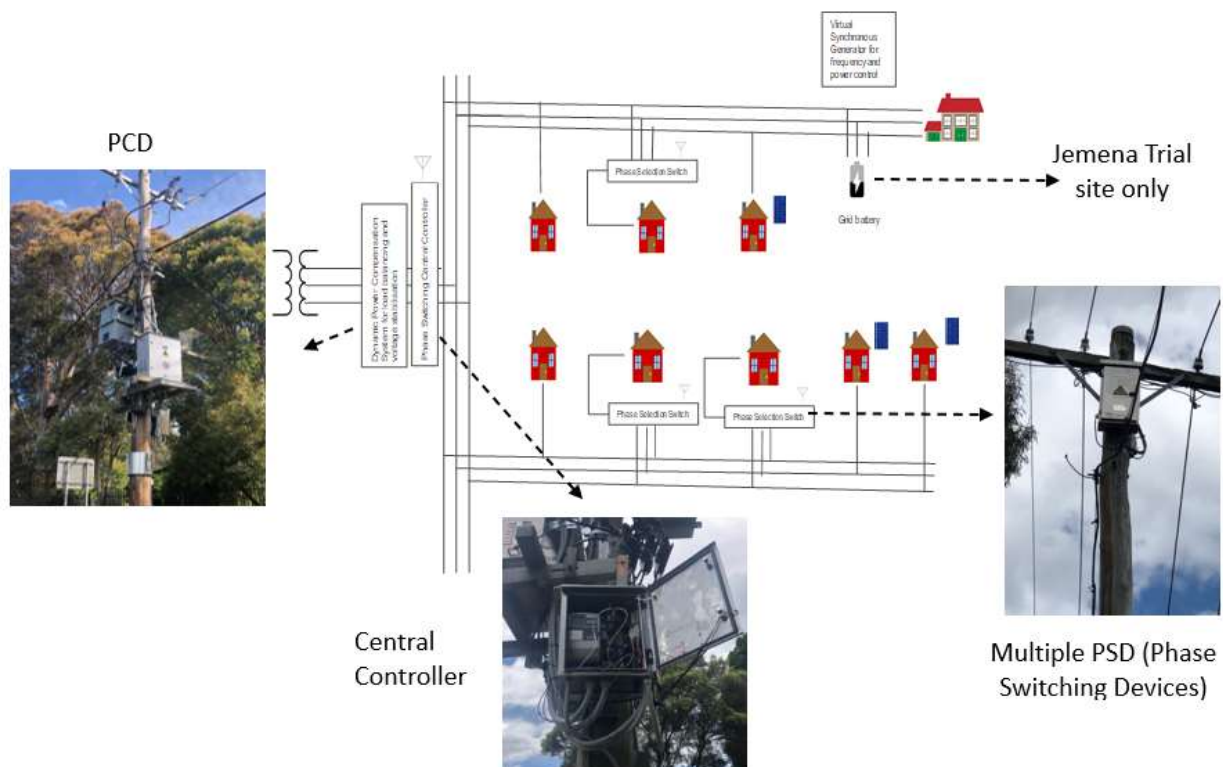 Virtual
Synchronous
Generator for
frequency and
power control
PCD
Phase Selection Switch
Jemena Trial
site only
Grid battery
Dynamic Power Compensation
System for load balancing and
voltage stabilisation
Phase Switching Central Controller
Phase Selection Switch
Phase Selection Switch
Central
Controller
Multiple PSD (Phase
Switching Devices)